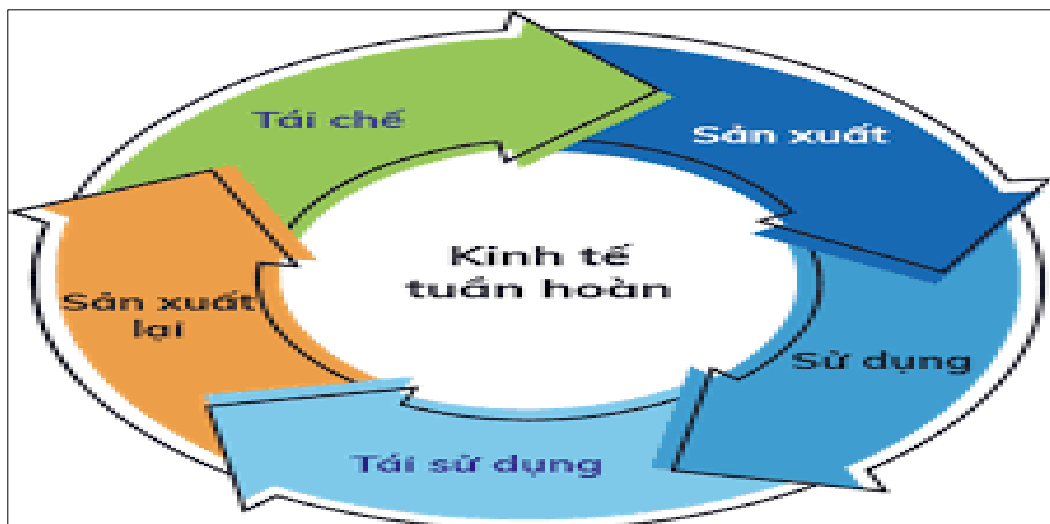 Tái chế
Sản xuất
Kinh tế
tuần hoàn
Sản xuất
lại
Sử dụng
Tái sử dụng